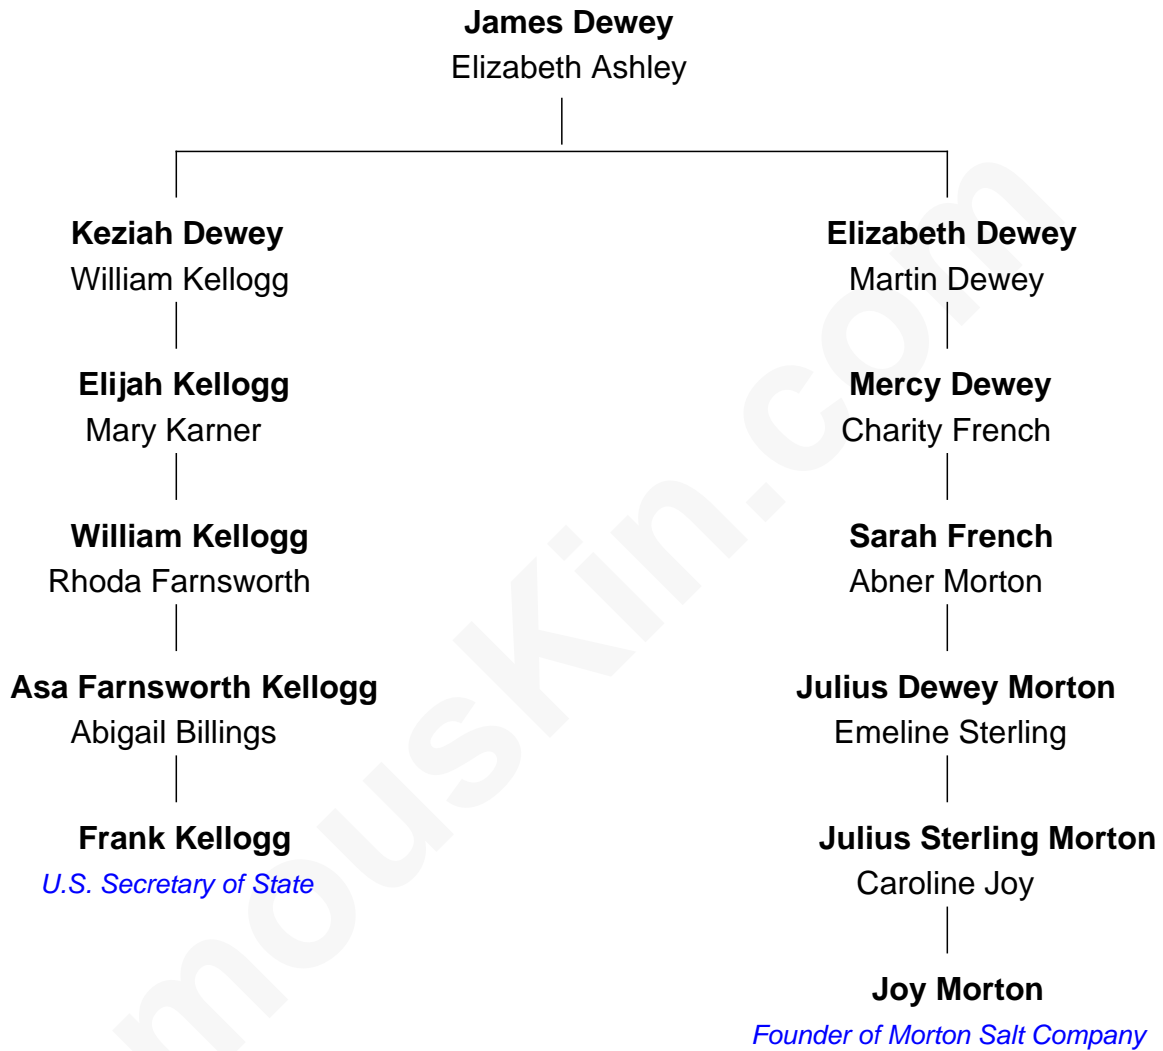 James Dewey
Elizabeth Ashley
Keziah Dewey
William Kellogg
Elizabeth Dewey
Martin Dewey
Elijah Kellogg
Mary Karner
Mercy Dewey
Charity French
William Kellogg
Rhoda Farnsworth
Sarah French
Abner Morton
Asa Farnsworth Kellogg
Abigail Billings
Julius Dewey Morton
Emeline Sterling
Frank Kellogg
U.S. Secretary of State
Julius Sterling Morton
Caroline Joy
Joy Morton
Founder of Morton Salt Company
mousKin.com